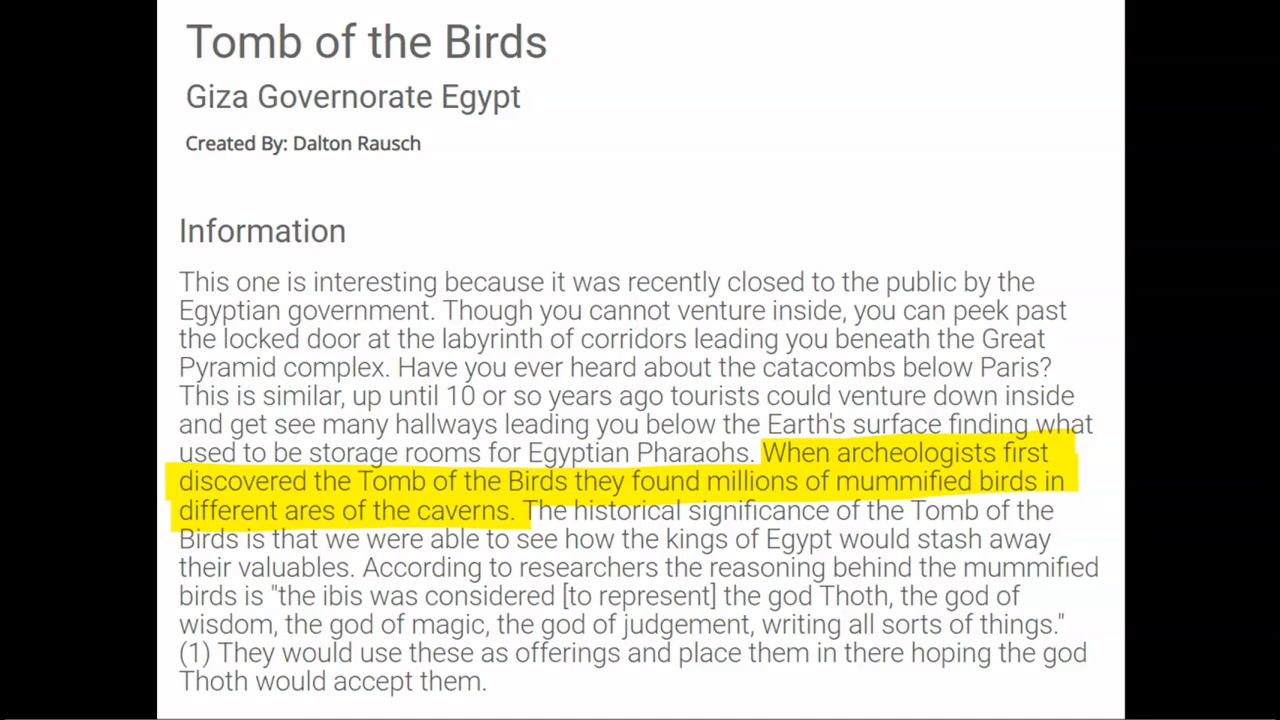 Tomb of the Birds
Giza Governorate Egypt
Created By: Dalton Rausch
Information
This one is interesting because it was recently closed to the public by the
Egyptian government. Though you cannot venture inside, you can peek past
the locked door at the labyrinth of corridors leading you beneath the Great
Pyramid complex. Have you ever heard about the catacombs below Paris?
This is similar, up until 10 or so years ago tourists could venture down inside
and get see many hallways leading you below the Earth's surface finding what
used to be storage rooms for Egyptian Pharaohs. When archeologists first
discovered the Tomb of the Birds they found millions of mummified birds in
different ares of the caverns. The historical significance of the Tomb of the
Birds is that we were able to see how the kings of Egypt would stash away
their valuables. According to researchers the reasoning behind the mummified
birds is "the ibis was considered [to represent] the god Thoth, the god of
wisdom, the god of magic, the god of judgement, writing all sorts of things."
(1) They would use these as offerings and place them in there hoping the god
Thoth would accept them.